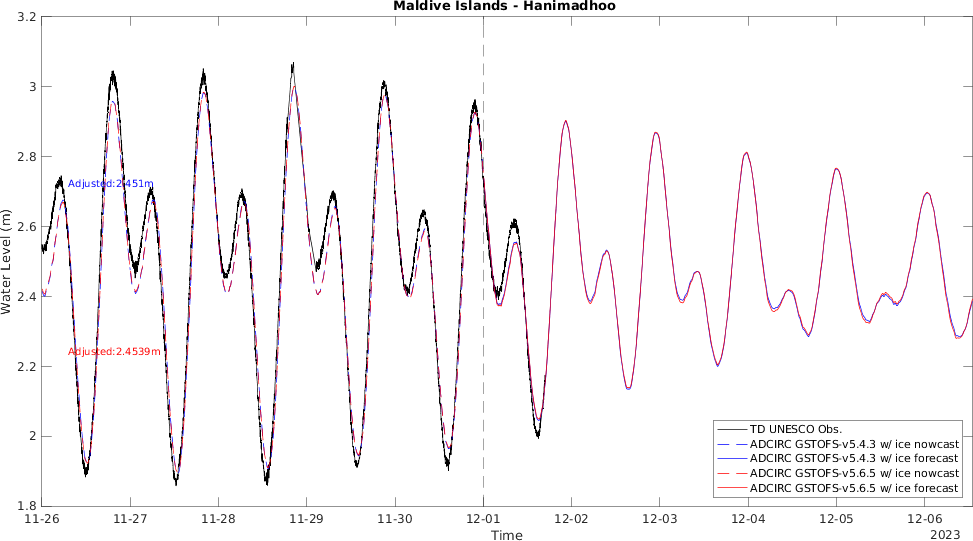 Maldive Islands - Hanimadhoo
3.2
3
2.8
2.6
2.4
2.2
2
1.8
Water Level (m)
Adjusted:2.451m
Adjusted:2.4539m
TD UNESCO Obs.
ADCIRC GSTOFS-v5.4.3 w/ ice nowcast
ADCIRC GSTOFS-v5.4.3 w/ ice forecast
ADCIRC GSTOFS-v5.6.5 w/ ice nowcast
ADCIRC GSTOFS-v5.6.5 w/ ice forecast
11-26 11-27 11-28 11-29 11-30 12-01 12-02 12-03 12-04 12-05 12-06
Time
2023